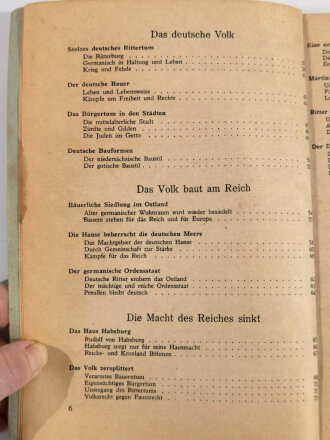 Das deutsche Volk
Stolzes deutsches Rittertum
Die Ritterburg
Germanisch in Haltung und Leben
Krieg und Fehde
Der deutsche Bauer
Leben und Lebensweise
Kämpfe um Freiheit und Rechte
Das Bürgertum in den Städten
Die mittelalterliche Stadt
Zünfte und Gilden
Die Juden im Getto
Deutsche Bauformen
Der niedersächsische Baustil
Der gotische Baustil
Das Volk baut am Reich
Bäuerliche Siedlung im Ostland
Alter germanischer Wohnraum wird wieder besiedelt
Bauern stehen für das Reich und für Europa
Die Hanse beherrscht die deutschen Meere
Das Machtgebiet der deutschen Hanse
Durch Gemeinschaft zur Stärke
Kämpfe für das Reich
Der germanische Ordensstaat
Deutsche Ritter erobern das Ostland
Der mächtige und reiche Ordensstaat
Preußen bleibt deutsch
Die Macht des Reiches sinkt
Das Haus Habsburg
Rudolf von Habsburg
Habsburg sorgt nur für seine Hausmacht
Reichs- und Kronland Böhmen
Das Volk zersplittert
Verarmtes Bauerntum
Eigensüchtiges Bürgertum
Untergang des Rittertums
Volksrecht gegen Faustrecht
6